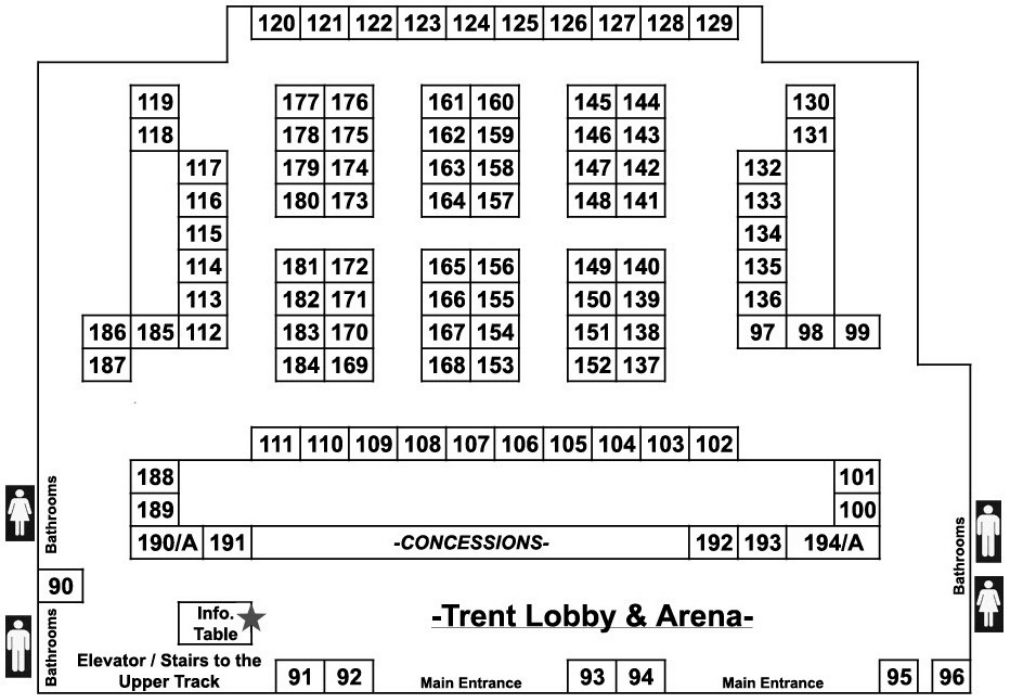 120 121 122 123 124 125 126 127 128 129
119 177 176 161 160 145 144 130
118 178 175 162 159 146 143 131
117 179 174 163 158 147 142 132
116 180 173 164 157 148 141 133
115 134
114 181 172 165 156 149 140 135
113 182 171 166 155 150 139 136
186 185 112 183 170 167 154 151 138 97 98 99
187 184 169 168 153 152 137
111 110 109 108 107 106 105 104 103 102
188 101
189 100
190/A 191 -CONCESSIONS- 192 193 194/A
Bathrooms
Bathrooms
90
Info.
Table
-Trent Lobby & Arena-
Bathrooms
Elevator / Stairs to the
Upper Track
91 92 Main Entrance 93 94 Main Entrance 95 96